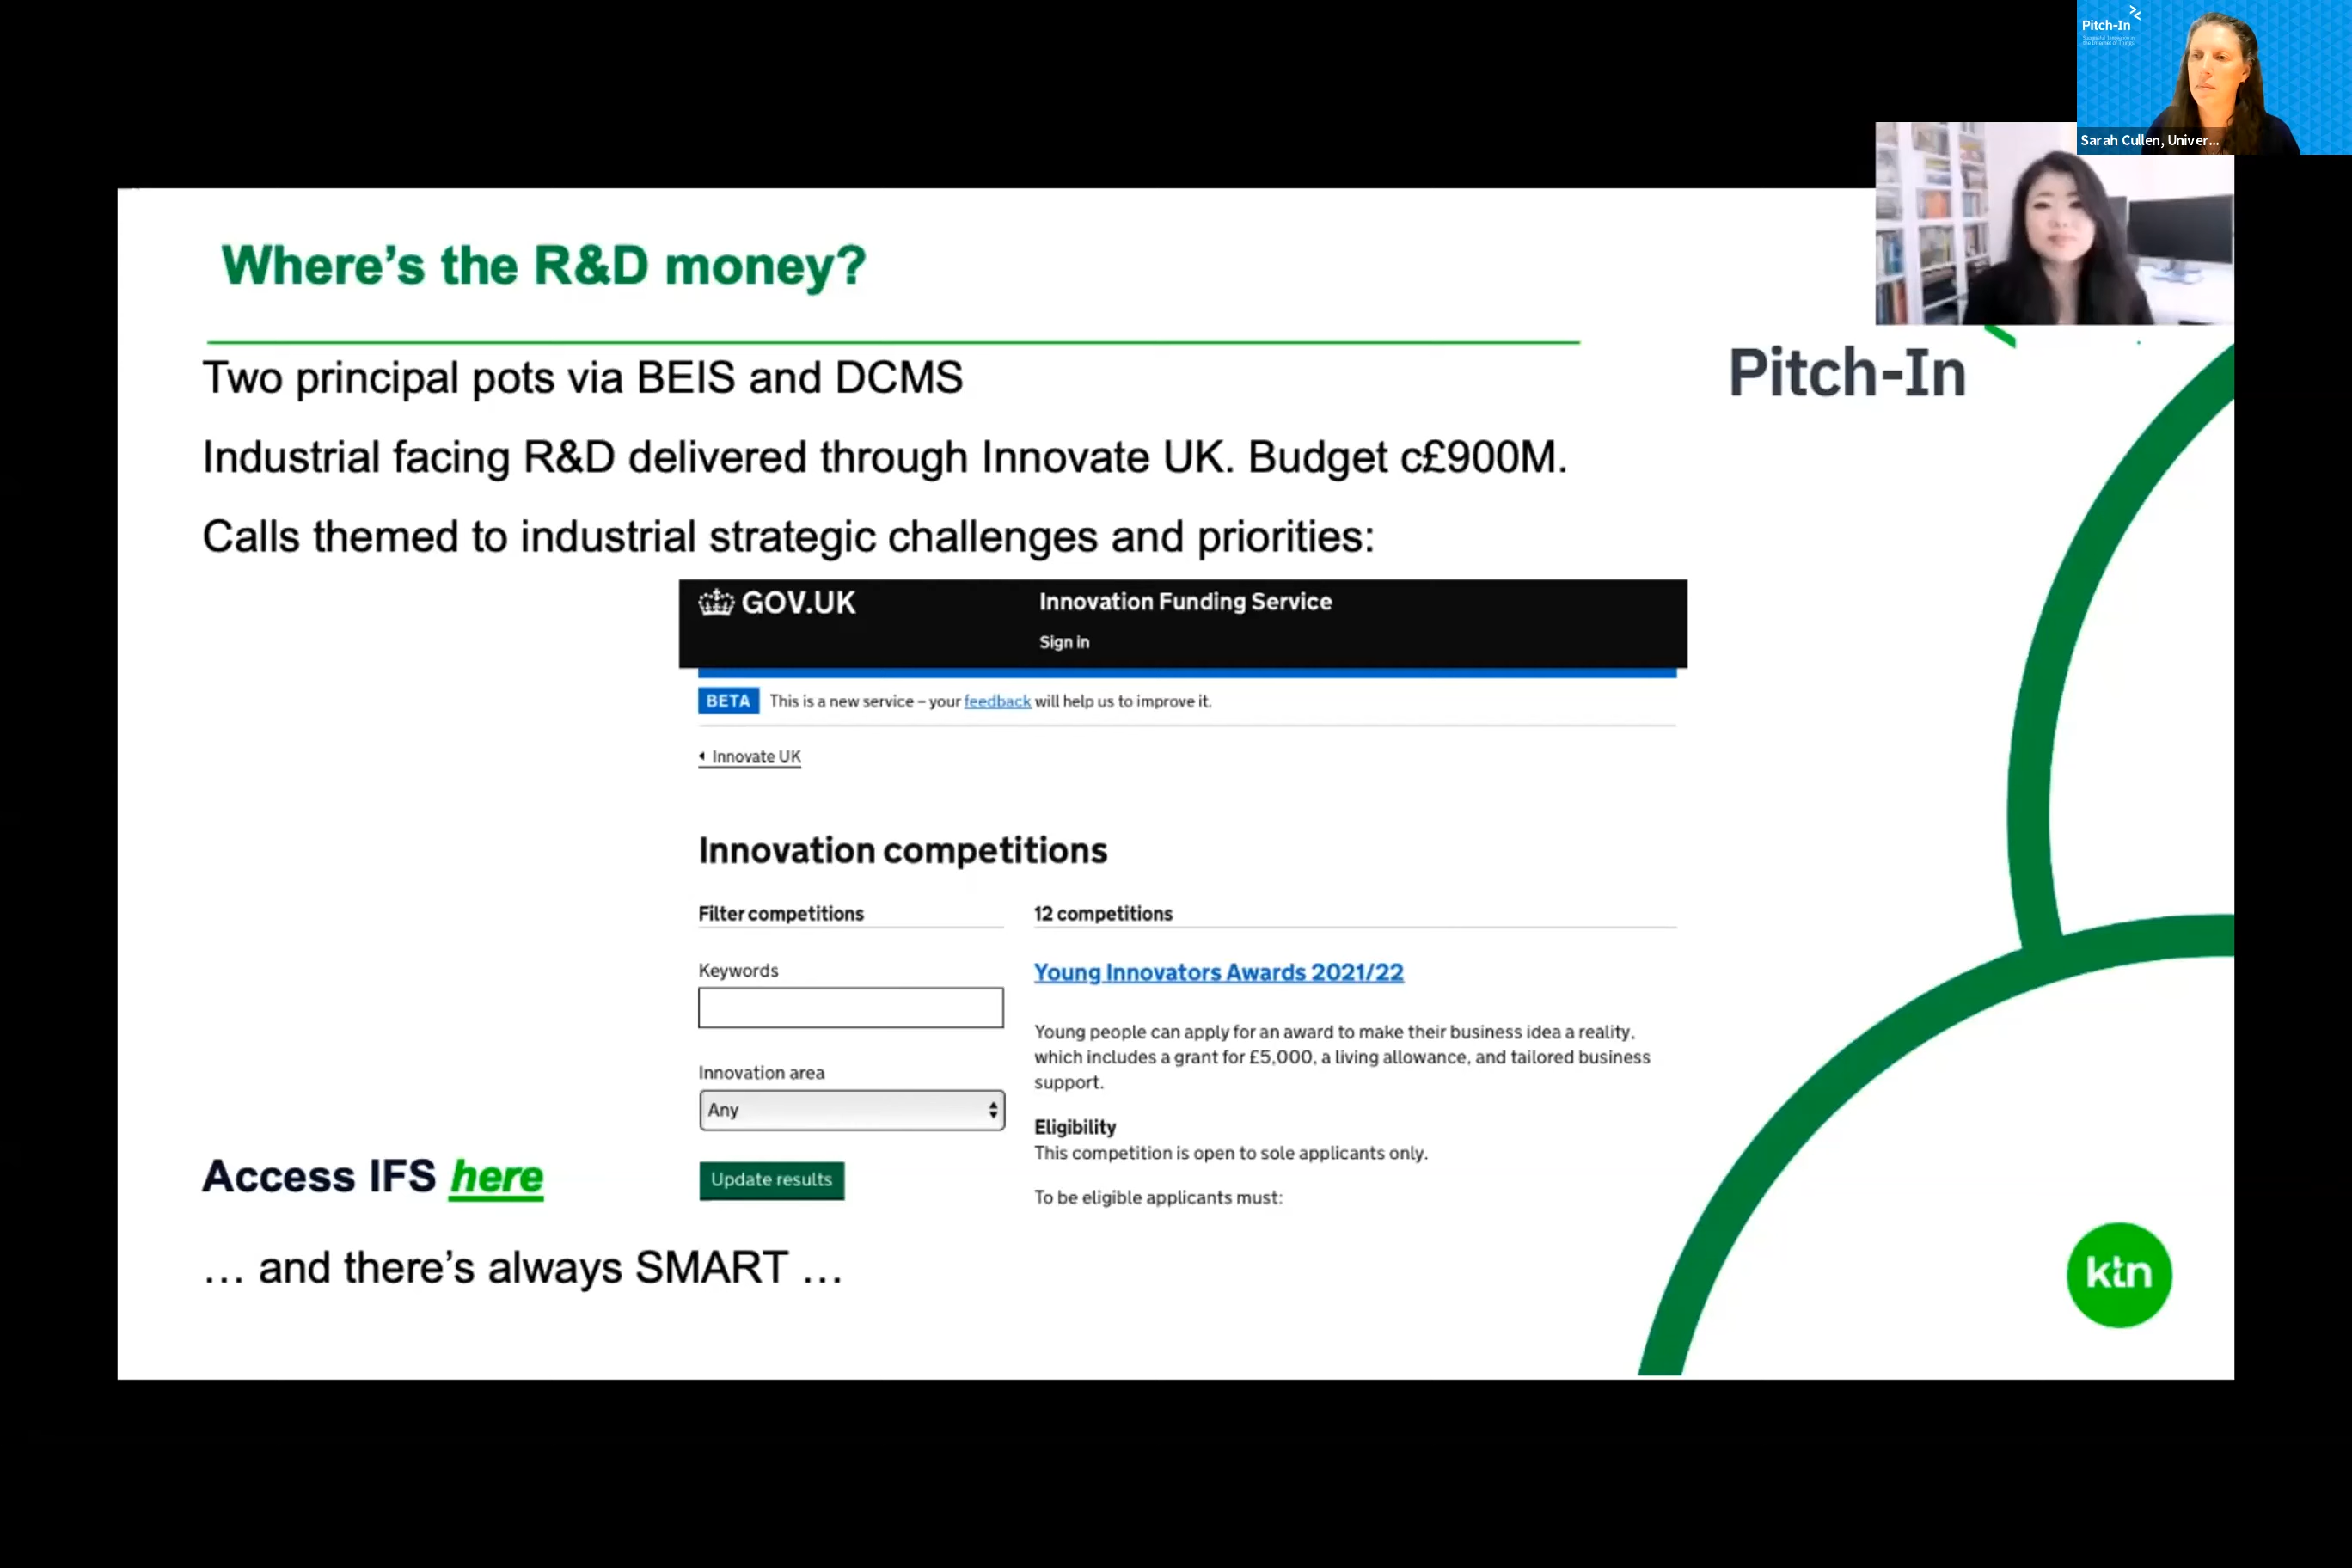 Pitch-In
Sarah Cullen, Univer...
Where's the R&D money?
Pitch-In
Two principal pots via BEIS and DCMS
Industrial facing R&D delivered through Innovate UK. Budget c£900M.
Calls themed to industrial strategic challenges and priorities:
GOV.UK
Innovation Funding Service
Sign in
BETA This is a new service – your feedback will help us to improve it.
Innovate UK
Innovation competitions
Filter competitions
Keywords
Innovation area
Any
Update results
12 competitions
Young Innovators Awards 2021/22
Young people can apply for an award to make their business idea a reality,
which includes a grant for £5,000, a living allowance, and tailored business
support.
Eligibility
This competition is open to sole applicants only.
To be eligible applicants must:
Access IFS here
… and there's always SMART …
ktn